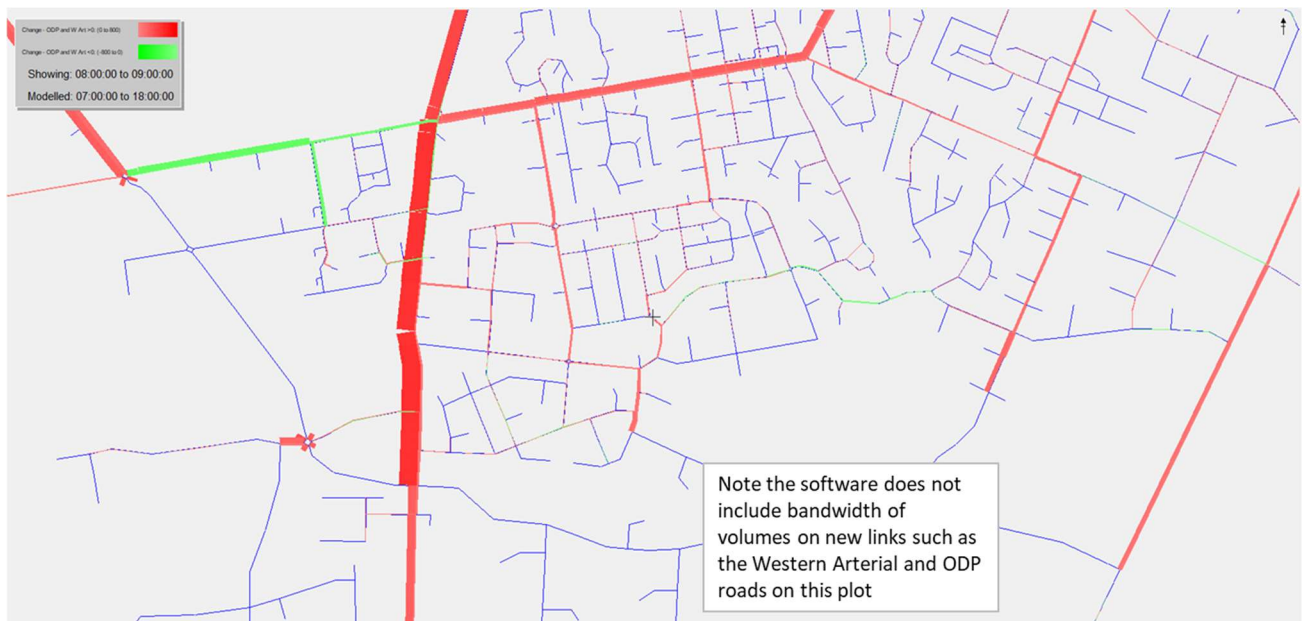 Change - ODP and W Art >0: (0 to 800)
Change - ODP and W Art <0: (-800 to 0)
Showing: 08:00:00 to 09:00:00
Modelled: 07:00:00 to 18:00:00
Note the software does not
include bandwidth of
volumes on new links such as
the Western Arterial and ODP
roads on this plot